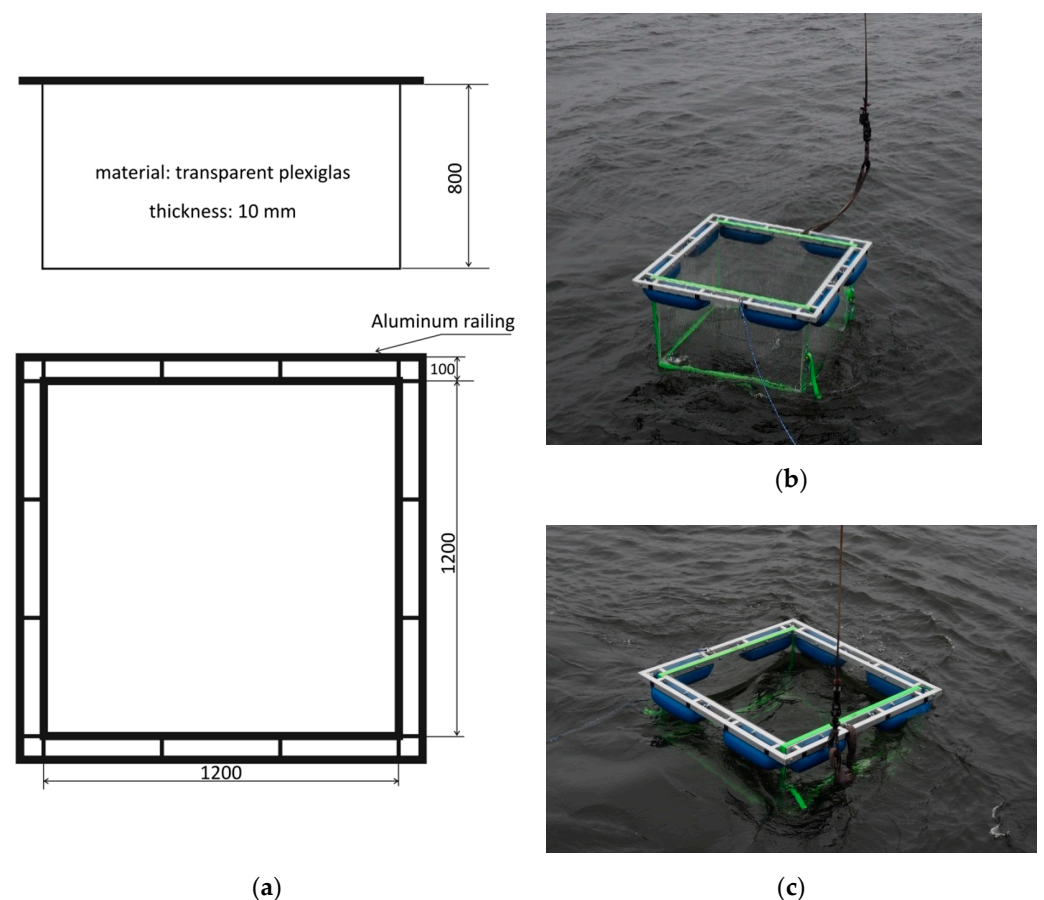 material: transparent plexiglas
thickness: 10 mm
800
Aluminum railing
100
1200
1200
(a)
(b)
(c)